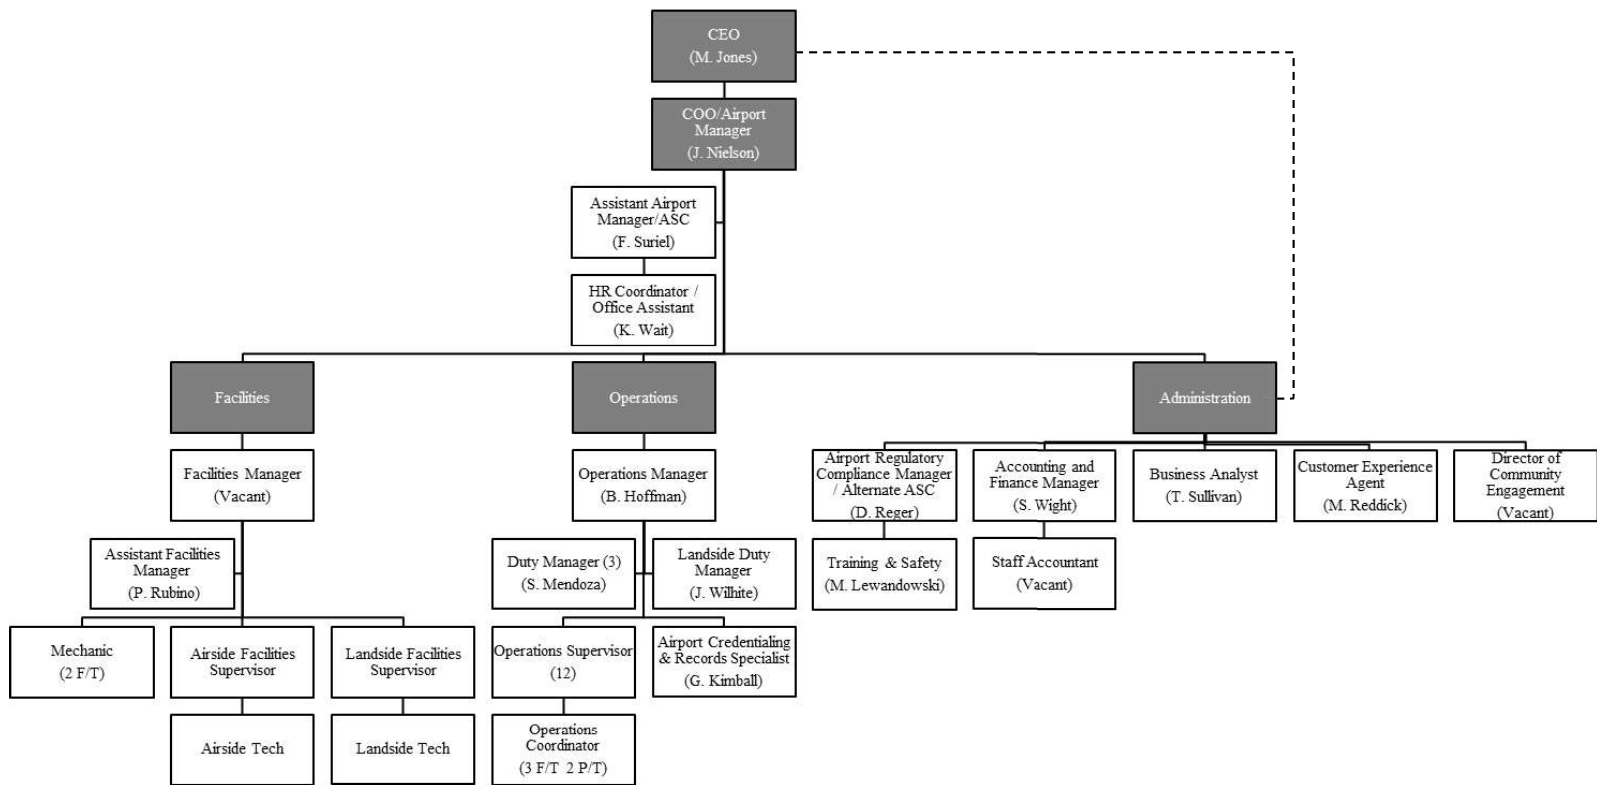 CEO
(M. Jones)
COO/Airport
Manager
(J. Nielson)
Assistant Airport
Manager/ASC
(F. Suriel)
HR Coordinator /
Office Assistant
(K. Wait)
Facilities
Operations
Administration
Facilities Manager
(Vacant)
Operations Manager
(B. Hoffman)
Airport Regulatory
Compliance Manager
/ Alternate ASC
(D. Reger)
Accounting and
Finance Manager
(S. Wight)
Business Analyst
(T. Sullivan)
Customer Experience
Agent
(M. Reddick)
Director of
Community
Engagement
(Vacant)
Assistant Facilities
Manager
(P. Rubino)
Duty Manager (3)
(S. Mendoza)
Landside Duty
Manager
(J. Wilhite)
Training & Safety
(M. Lewandowski)
Staff Accountant
(Vacant)
Mechanic
(2 F/T)
Airside Facilities
Supervisor
Landside Facilities
Supervisor
Operations Supervisor
(12)
Airport Credentialing
& Records Specialist
(G. Kimball)
Airside Tech
Landside Tech
Operations
Coordinator
(3 F/T 2 P/T)